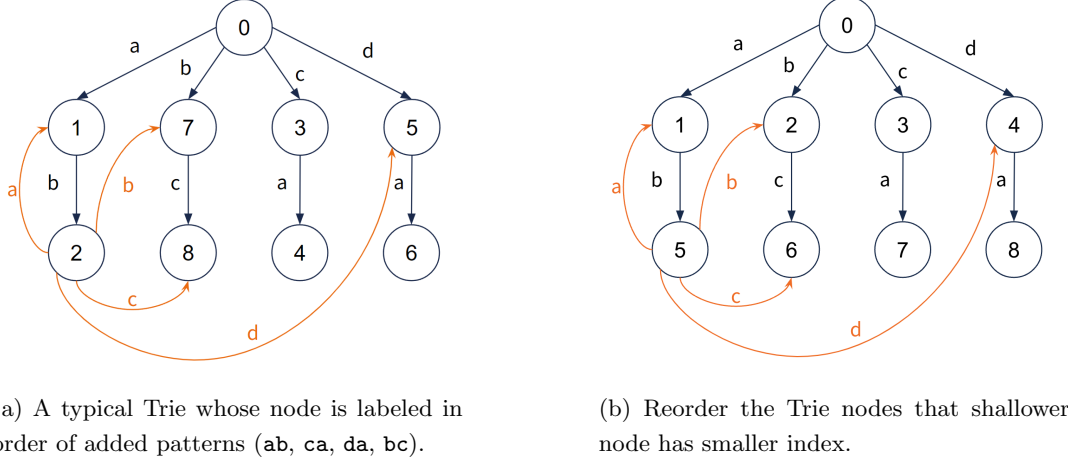 0
a
b
c
d
1
7
3
5
a
b
b
c
a
a
2
8
4
6
c
d
a) A typical Trie whose node is labeled in
order of added patterns (ab, ca, da, bc).
0
a
b
c
d
1
2
3
4
a
b
b
c
a
a
5
6
7
8
c
d
(b) Reorder the Trie nodes that shallower
node has smaller index.